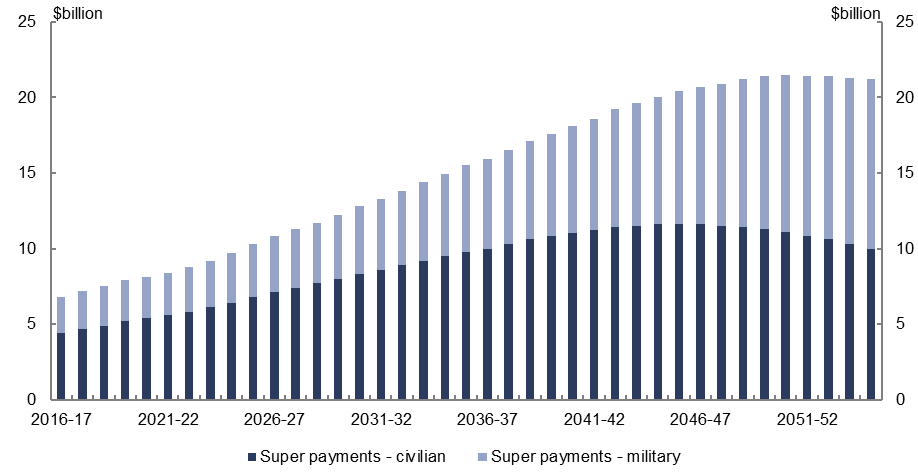 $billion $billion
25 25
20 20
15 15
10 10
5 5
0 0
2016-17 2021-22 2026-27 2031-32 2036-37 2041-42 2046-47 2051-52
Super payments - civilian Super payments - military